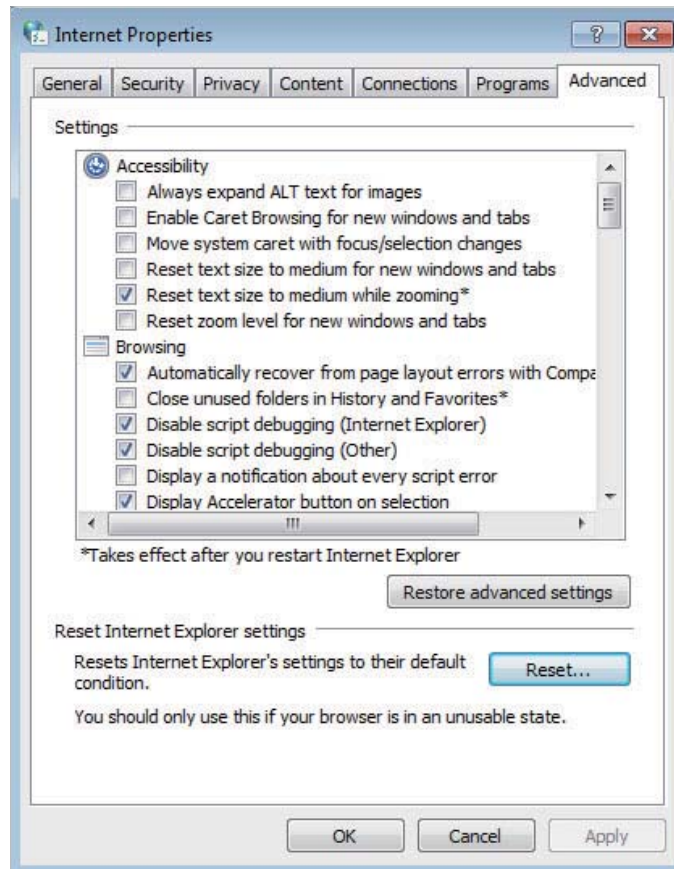 Internet Properties
General Security Privacy Content Connections Programs Advanced
Settings
Accessibility
Always expand ALT text for images
Enable Caret Browsing for new windows and tabs
Move system caret with focus/selection changes
Reset text size to medium for new windows and tabs
Reset text size to medium while zooming*
Reset zoom level for new windows and tabs
Browsing
Automatically recover from page layout errors with Compa
Close unused folders in History and Favorites*
Disable script debugging (Internet Explorer)
Disable script debugging (Other)
Display a notification about every script error
Display Accelerator button on selection
*Takes effect after you restart Internet Explorer
Restore advanced settings
Reset Internet Explorer settings
Resets Internet Explorer's settings to their default
condition.
Reset...
You should only use this if your browser is in an unusable state.
OK Cancel Apply